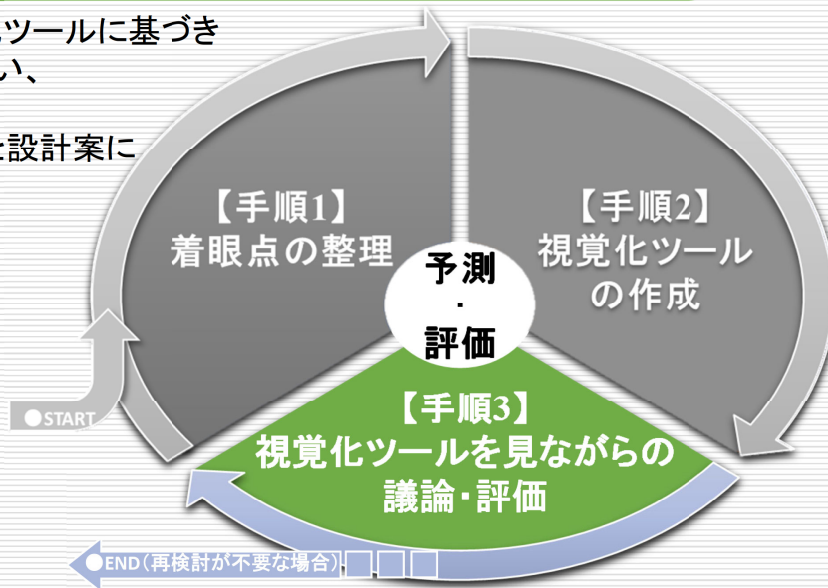 ツールに基づき
い、
設計案に
【手順1】
着眼点の整理
【手順2】
視覚化ツール
の作成
予測
・
評価
【手順3】
視覚化ツールを見ながらの
議論・評価
●START
●END(再検討が不要な場合)